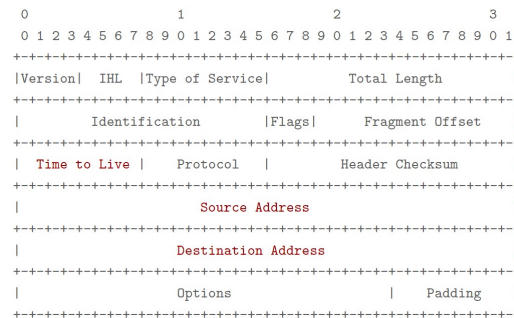 0 1 2 3
0 1 2 3 4 5 6 7 8 9 0 1 2 3 4 5 6 7 8 9 0 1 2 3 4 5 6 7 8 9 0 1
+-+-+-+-+-+-+-+-+-+-+-+-+-+-+-+-+-+-+-+-+-+-+-+-+-+-+-+-+-+-+-+-
|Version| IHL |Type of Service| Total Length
+-+-+-+-+-+-+-+-+-+-+-+-+-+-+-+-+-+-+-+-+-+-+-+-+-+-+-+-+-+-+-+-
| Identification |Flags| Fragment Offset
+-+-+-+-+-+-+-+-+-+-+-+-+-+-+-+-+-+-+-+-+-+-+-+-+-+-+-+-+-+-+-+-
| Time to Live | Protocol | Header Checksum
+-+-+-+-+-+-+-+-+-+-+-+-+-+-+-+-+-+-+-+-+-+-+-+-+-+-+-+-+-+-+-+-
| Source Address
+-+-+-+-+-+-+-+-+-+-+-+-+-+-+-+-+-+-+-+-+-+-+-+-+-+-+-+-+-+-+-+-
| Destination Address
+-+-+-+-+-+-+-+-+-+-+-+-+-+-+-+-+-+-+-+-+-+-+-+-+-+-+-+-+-+-+-+-
| Options | Padding
+-+-+-+-+-+-+-+-+-+-+-+-+-+-+-+-+-+-+-+-+-+-+-+-+-+-+-+-+-+-+-+-